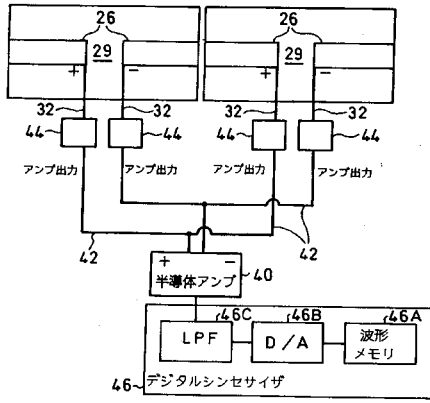 26 26
29 29
+ − + −
32 32 32 32
44 44 44 44
アンプ出力 アンプ出力 アンプ出力 アンプ出力
42 42
+ −
半導体アンプ
40
46C 46B 46A
LPF D/A 波形
メモリ
46 デジタルシンセサイザ